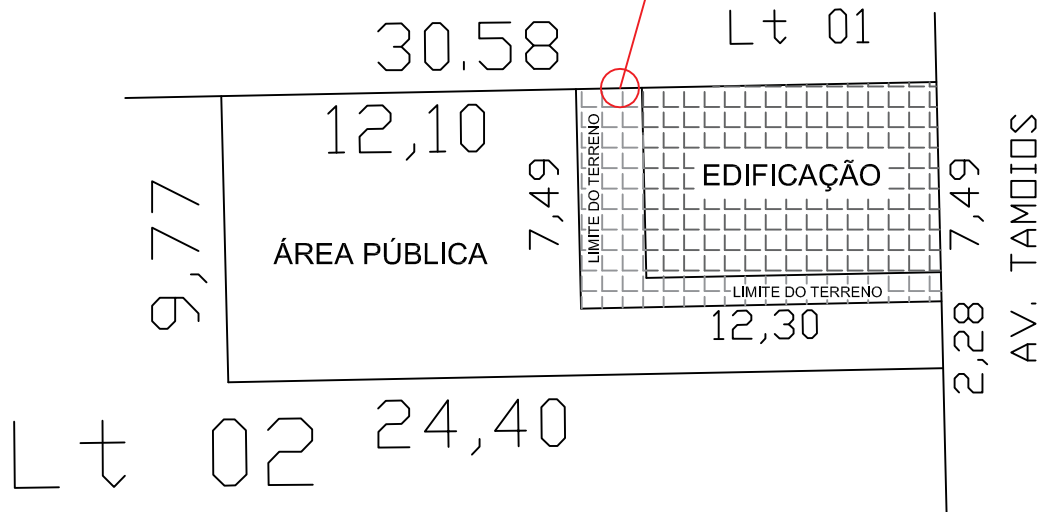 Lt 01
30.58
12,10
LIMITE DO TERRENO
7,49
EDIFICAÇÃO
7,49
AV. TAMOIOS
9,77
ÁREA PÚBLICA
LIMITE DO TERRENO
12,30
2,28
24,40
Lt 02